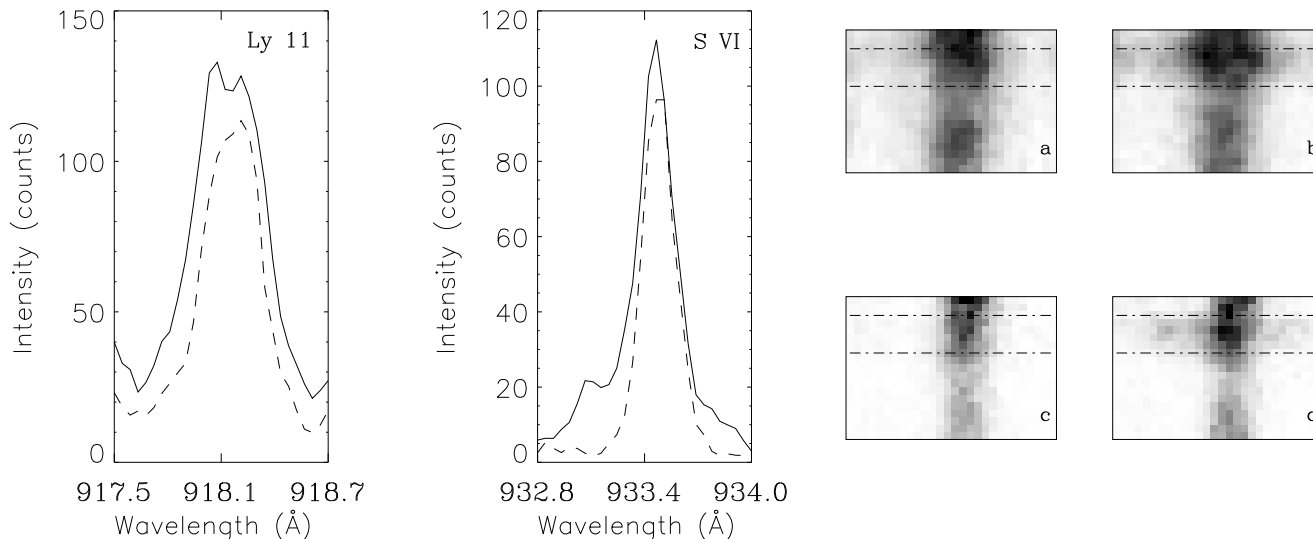 Ly 11
150
100
50
0
Intensity (counts)
917.5 918.1 918.7
Wavelength (Å)
S VI
120
100
80
60
40
20
0
Intensity (counts)
932.8 933.4 934.0
Wavelength (Å)
a
b
c